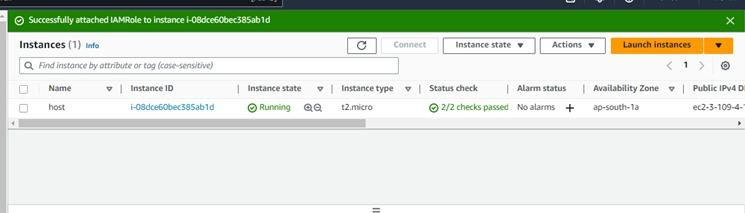 Successfully attached IAMRole to instance i-08dce60bec385ab1d
Instances (1) Info
Connect
Instance state
Actions
Launch instances
Find instance by attribute or tag (case-sensitive)
1
Name Instance ID Instance state Instance type Status check Alarm status Availability Zone Public IPv4 D
host i-08dce60bec385ab1d Running t2.micro 2/2 checks passed No alarms + ap-south-1a ec2-3-109-4-